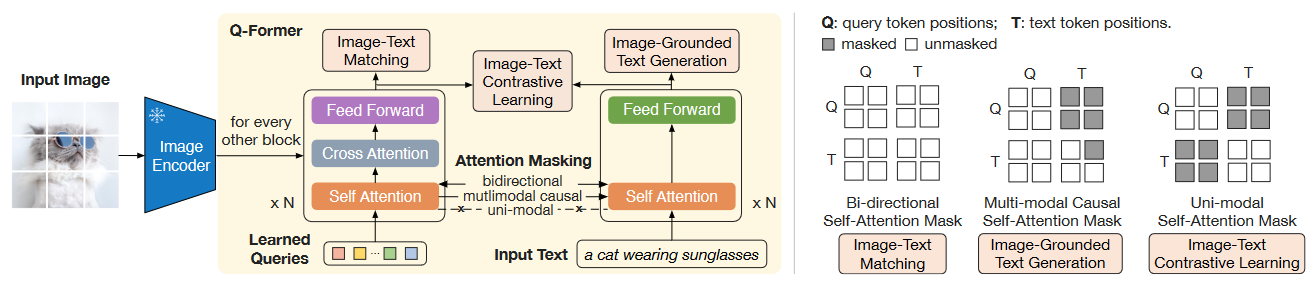 Q-Former
Input Image
Image
Encoder
for every
other block
Image-Text
Matching
Image-Text
Contrastive
Learning
Image-Grounded
Text Generation
Feed Forward
Cross Attention
Self Attention
x N
Attention Masking
bidirectional
mutlimodal causal
uni-modal
x
x
Feed Forward
Self Attention
x N
Learned
Queries
...
Input Text
a cat wearing sunglasses
Q: query token positions; T: text token positions.
masked unmasked
Q T
Q
T
Bi-directional
Self-Attention Mask
Image-Text
Matching
Q T
Q
T
Multi-modal Causal
Self-Attention Mask
Image-Grounded
Text Generation
Q T
Q
T
Uni-modal
Self-Attention Mask
Image-Text
Contrastive Learning